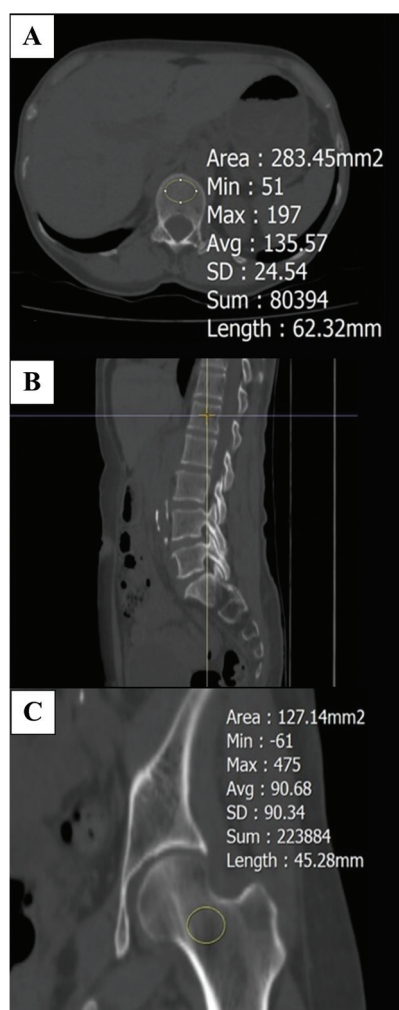 A
Area : 283.45mm2
Min : 51
Max : 197
Avg : 135.57
SD : 24.54
Sum : 80394
Length : 62.32mm
B
C
Area : 127.14mm2
Min : -61
Max : 475
Avg : 90.68
SD : 90.34
Sum : 223884
Length : 45.28mm